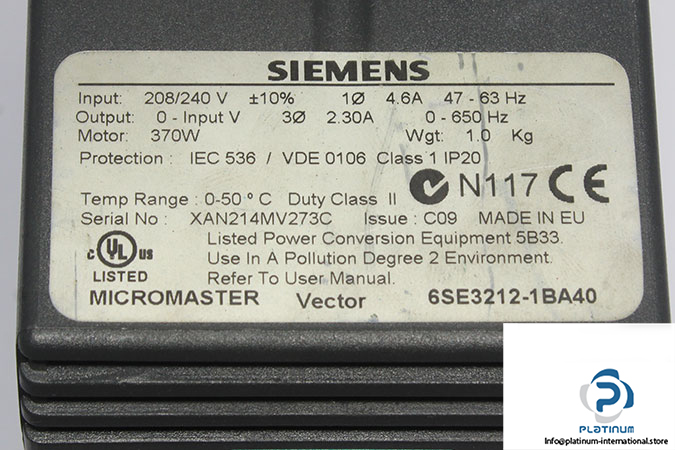 SIEMENS
Input: 208/240 V ±10% 1Ø 4.6A 47 - 63 Hz
Output: 0 - Input V 3Ø 2.30A 0 - 650 Hz
Motor: 370W Wgt: 1.0 Kg
Protection : IEC 536 / VDE 0106 Class 1 IP20
N117 CE
Temp Range : 0-50 ° C Duty Class II
Serial No : XAN214MV273C Issue : C09 MADE IN EU
c UL us
LISTED
Listed Power Conversion Equipment 5B33.
Use In A Pollution Degree 2 Environment.
Refer To User Manual.
MICROMASTER Vector 6SE3212-1BA40
PLATINUM
Info@platinum-international.store